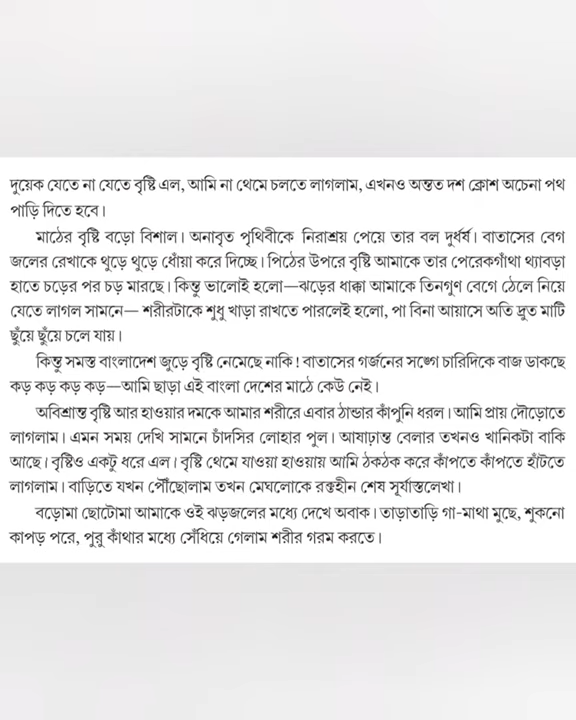 দুয়েক যেতে না যেতে বৃষ্টি এল, আমি না থেমে চলতে লাগলাম, এখনও অন্তত দশ ক্রোশ অচেনা পথ
পাড়ি দিতে হবে।
মাঠের বৃষ্টি বড়ো বিশাল। অনাবৃত পৃথিবীকে নিরাশ্রয় পেয়ে তার বল দুর্ধর্ষ। বাতাসের বেগ
জলের রেখাকে থুড়ে থুড়ে ধোঁয়া করে দিচ্ছে। পিঠের উপরে বৃষ্টি আমাকে তার পেরেকগাঁথা থ্যাবড়া
হাতে চড়ের পর চড় মারছে। কিন্তু ভালোই হলো—ঝড়ের ধাক্কা আমাকে তিনগুণ বেগে ঠেলে নিয়ে
যেতে লাগল সামনে— শরীরটাকে শুধু খাড়া রাখতে পারলেই হলো, পা বিনা আয়াসে অতি দ্রুত মাটি
ছুঁয়ে ছুঁয়ে চলে যায়।
কিন্তু সমস্ত বাংলাদেশ জুড়ে বৃষ্টি নেমেছে নাকি! বাতাসের গর্জনের সঙ্গে চারিদিকে বাজ ডাকছে
কড় কড় কড় কড়—আমি ছাড়া এই বাংলা দেশের মাঠে কেউ নেই।
অবিশ্রান্ত বৃষ্টি আর হাওয়ার দমকে আমার শরীরে এবার ঠান্ডার কাঁপুনি ধরল। আমি প্রায় দৌড়োতে
লাগলাম। এমন সময় দেখি সামনে চাঁদসির লোহার পুল। আষাঢ়ান্ত বেলার তখনও খানিকটা বাকি
আছে। বৃষ্টিও একটু ধরে এল। বৃষ্টি থেমে যাওয়া হাওয়ায় আমি ঠকঠক করে কাঁপতে কাঁপতে হাঁটতে
লাগলাম। বাড়িতে যখন পৌঁছোলাম তখন মেঘলোকে রক্তহীন শেষ সূর্যাস্তলেখা।
বড়োমা ছোটোমা আমাকে ওই ঝড়জলের মধ্যে দেখে অবাক। তাড়াতাড়ি গা-মাথা মুছে, শুকনো
কাপড় পরে, পুরু কাঁথার মধ্যে সেঁধিয়ে গেলাম শরীর গরম করতে।